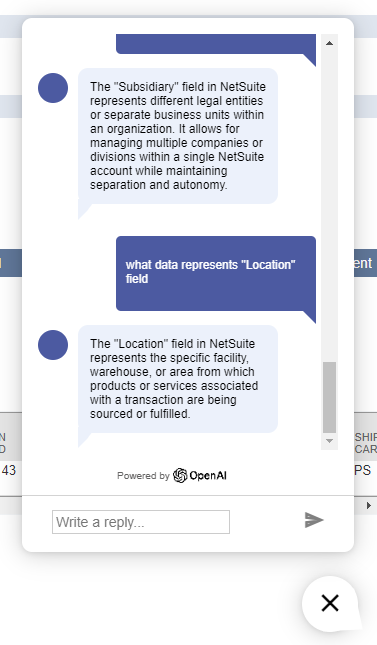 The "Subsidiary" field in NetSuite
represents different legal entities
or separate business units within
an organization. It allows for
managing multiple companies or
divisions within a single NetSuite
account while maintaining
separation and autonomy.
what data represents "Location"
field
ent
The "Location" field in NetSuite
represents the specific facility,
warehouse, or area from which
products or services associated
with a transaction are being
sourced or fulfilled.
N
D
43
SHIP
CAR
PS
Powered by OpenAI
Write a reply...